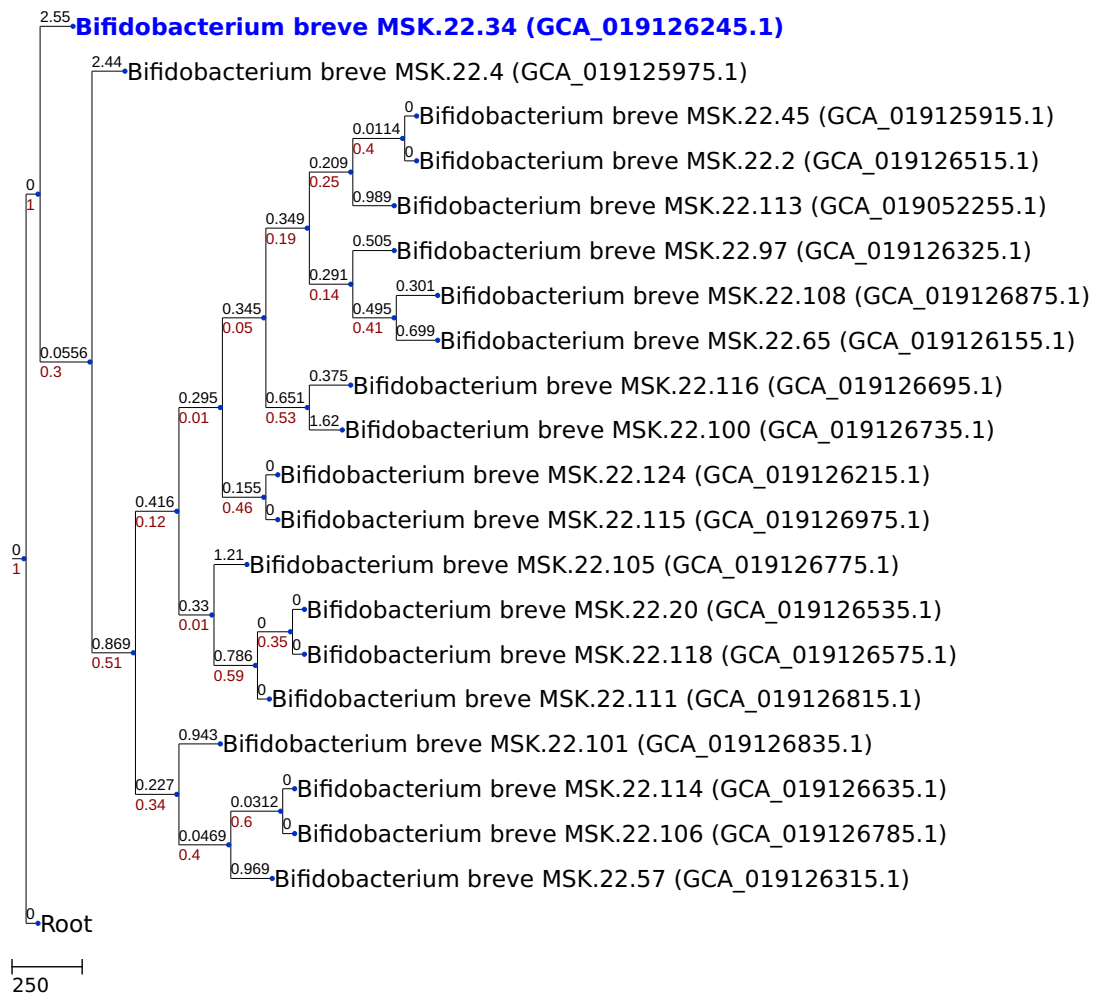 2.55
Bifidobacterium breve MSK.22.34 (GCA_019126245.1)
2.44
Bifidobacterium breve MSK.22.4 (GCA_019125975.1)
0
Bifidobacterium breve MSK.22.45 (GCA_019125915.1)
0.0114
0.4
0
Bifidobacterium breve MSK.22.2 (GCA_019126515.1)
0.209
0.25
0.989
Bifidobacterium breve MSK.22.113 (GCA_019052255.1)
0
1
0.349
0.19
0.505
Bifidobacterium breve MSK.22.97 (GCA_019126325.1)
0.291
0.14
0.301
Bifidobacterium breve MSK.22.108 (GCA_019126875.1)
0.345
0.05
0.495
0.41
0.699
Bifidobacterium breve MSK.22.65 (GCA_019126155.1)
0.0556
0.3
0.375
Bifidobacterium breve MSK.22.116 (GCA_019126695.1)
0.295
0.01
0.651
0.53
1.62
Bifidobacterium breve MSK.22.100 (GCA_019126735.1)
0
Bifidobacterium breve MSK.22.124 (GCA_019126215.1)
0.155
0.46
0.416
0.12
0
Bifidobacterium breve MSK.22.115 (GCA_019126975.1)
0
1
1.21
Bifidobacterium breve MSK.22.105 (GCA_019126775.1)
0.33
0.01
0
Bifidobacterium breve MSK.22.20 (GCA_019126535.1)
0
0.35
0
Bifidobacterium breve MSK.22.118 (GCA_019126575.1)
0.869
0.51
0.786
0.59
0
Bifidobacterium breve MSK.22.111 (GCA_019126815.1)
0.943
Bifidobacterium breve MSK.22.101 (GCA_019126835.1)
0.227
0.34
0
Bifidobacterium breve MSK.22.114 (GCA_019126635.1)
0.0312
0.6
0
Bifidobacterium breve MSK.22.106 (GCA_019126785.1)
0.0469
0.4
0.969
Bifidobacterium breve MSK.22.57 (GCA_019126315.1)
0
Root
250